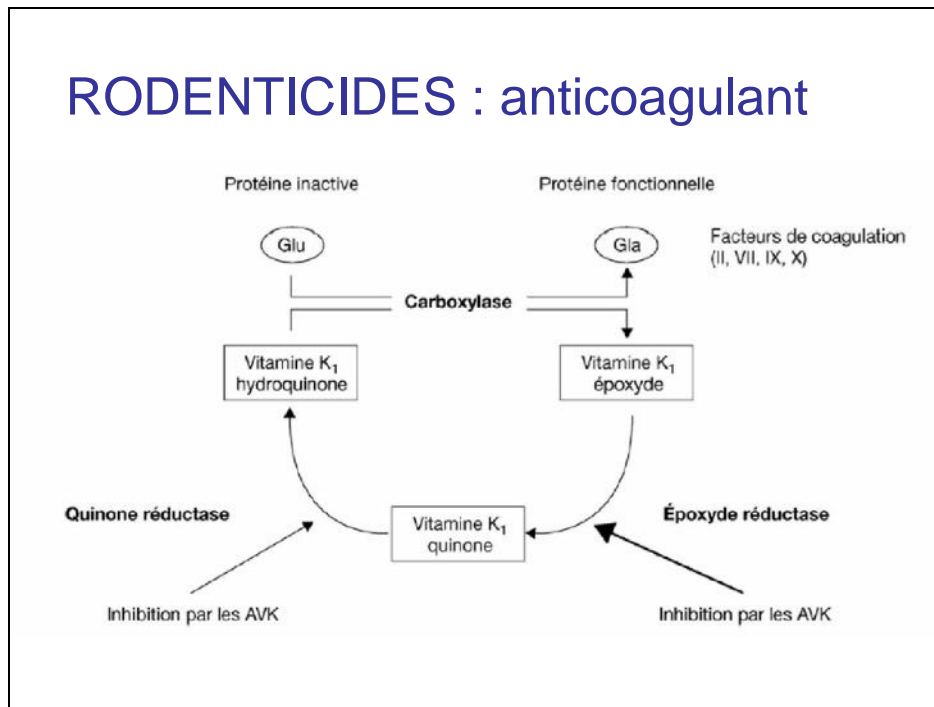 RODENTICIDES : anticoagulant
Protéine inactive
Protéine fonctionnelle
Glu
Gla
Facteurs de coagulation
(II, VII, IX, X)
Carboxylase
Vitamine K₁
hydroquinone
Vitamine K₁
époxyde
Quinone réductase
Vitamine K₁
quinone
Époxyde réductase
Inhibition par les AVK
Inhibition par les AVK